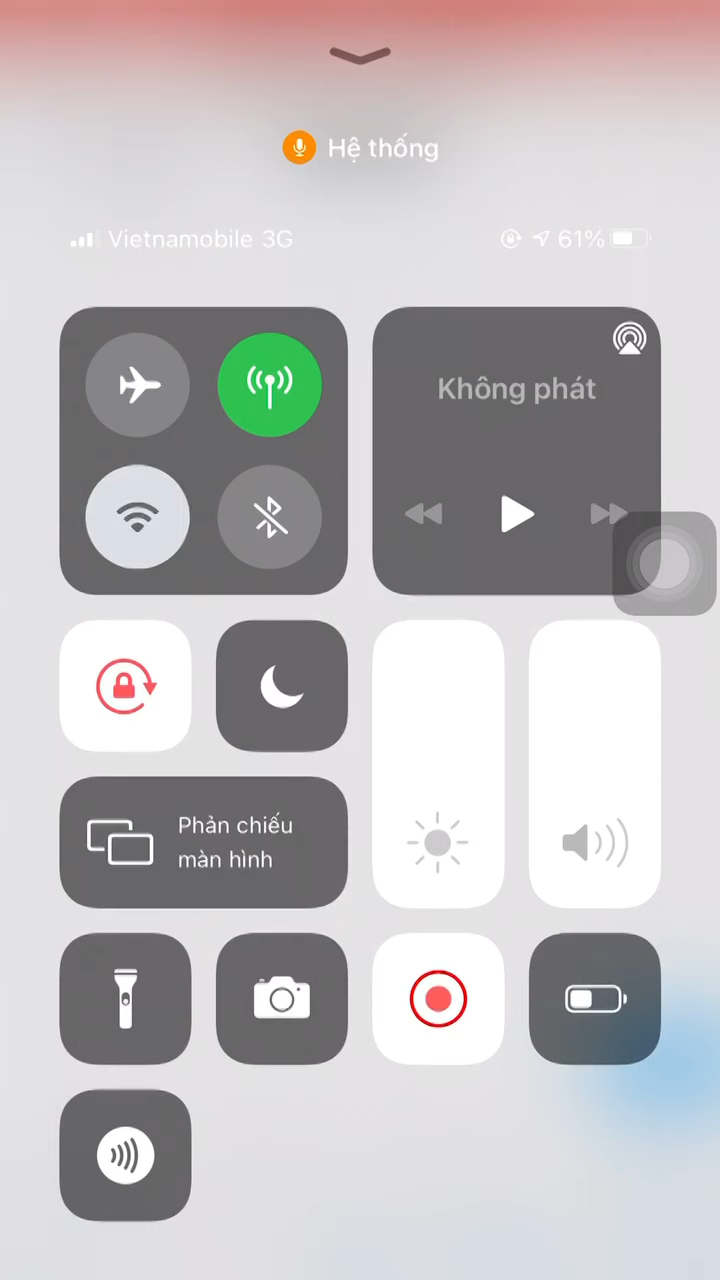 Hệ thống
Vietnamobile 3G
61%
Không phát
Phản chiếu
màn hình